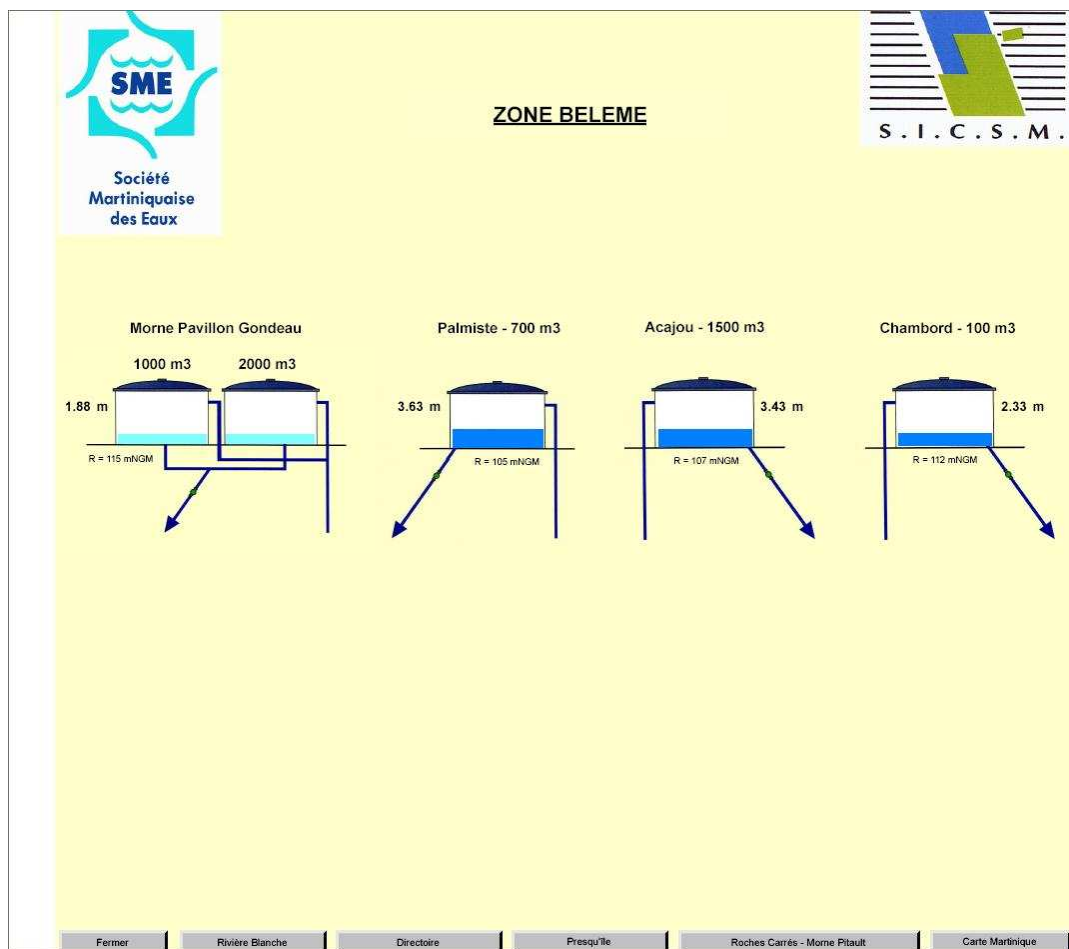 SME
Société
Martiniquaise
des Eaux
ZONE BELEME
S. I. C. S. M.
Morne Pavillon Gondeau
Palmiste - 700 m3
Acajou - 1500 m3
Chambord - 100 m3
1000 m3
2000 m3
1.88 m
3.63 m
3.43 m
2.33 m
R = 115 mNGM
R = 105 mNGM
R = 107 mNGM
R = 112 mNGM
Fermer
Rivière Blanche
Directoire
Presqu'île
Roches Carrés - Morne Pitault
Carte Martinique